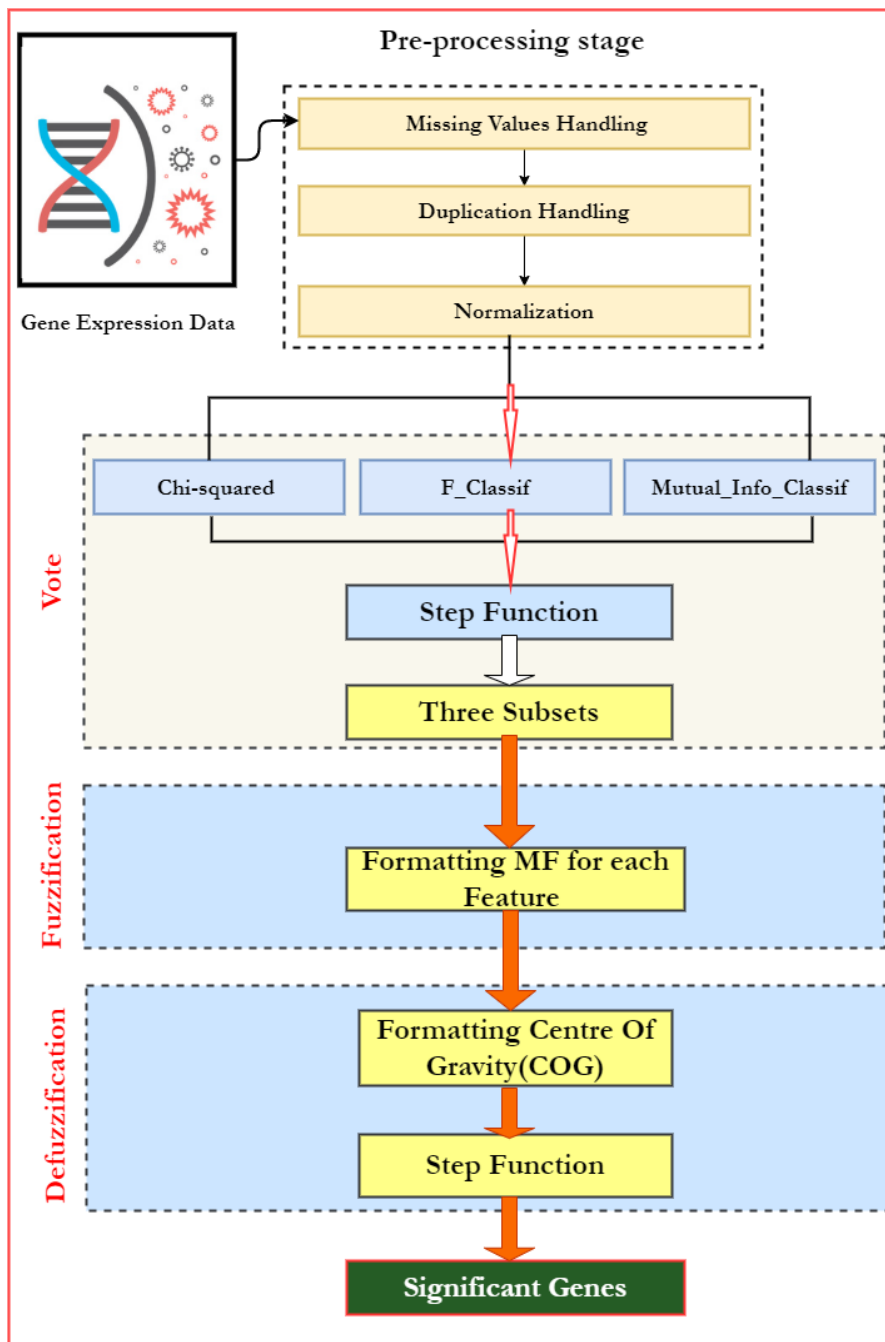 Pre-processing stage
Missing Values Handling
Duplication Handling
Normalization
Gene Expression Data
Vote
Chi-squared
F_Classif
Mutual_Info_Classif
Step Function
Three Subsets
Fuzzification
Formatting MF for each
Feature
Defuzzification
Formatting Centre Of
Gravity(COG)
Step Function
Significant Genes